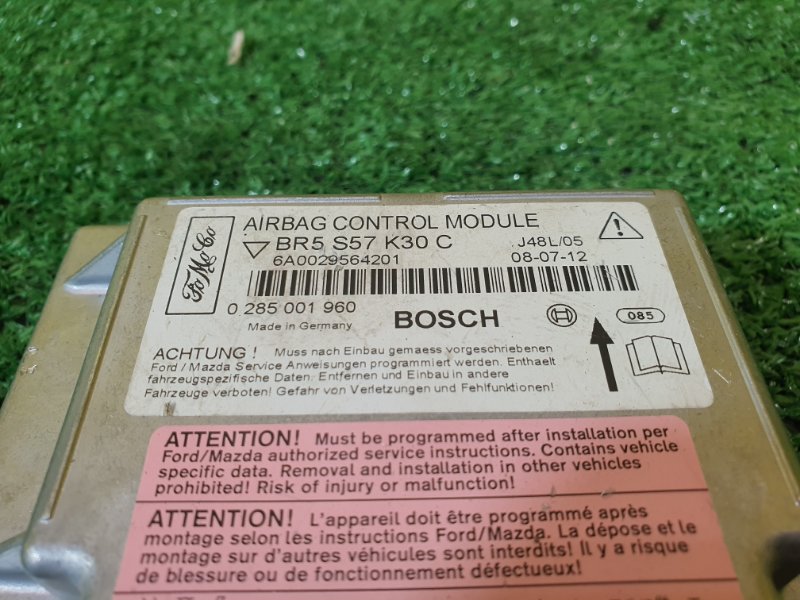 FoMoCo
AIRBAG CONTROL MODULE
BR5 S57 K30 C
J48L/05
6A0029564201
08-07-12
0 285 001 960
Made in Germany
BOSCH
085
ACHTUNG ! Muss nach Einbau gemaess vorgeschriebenen
Ford / Mazda Service Anweisungen programmiert werden. Enthaelt
fahrzeugspezifische Daten. Entfernen und Einbau in andere
Fahrzeuge verboten! Gefahr von Verletzungen und Fehlfunktionen!
ATTENTION! Must be programmed after installation per
Ford/Mazda authorized service instructions. Contains vehicle
specific data. Removal and installation in other vehicles
prohibited! Risk of injury or malfunction!
ATTENTION! L'appareil doit être programmé après
montage selon les instructions Ford/Mazda. La dépose et le
montage sur d'autres véhicules sont interdits! Il y a risque
de blessure ou de fonctionnement défectueux!